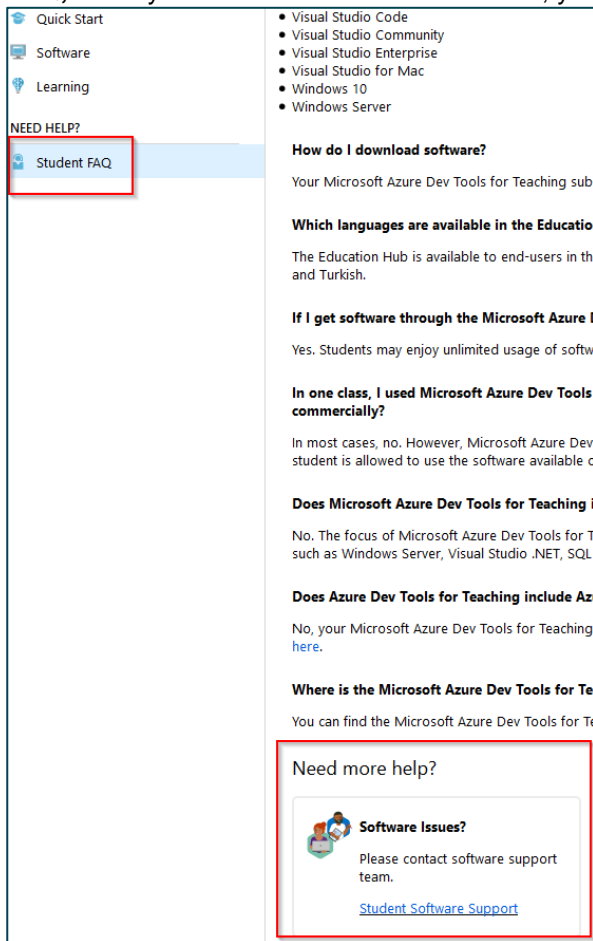 Quick Start
Software
Learning
NEED HELP?
Student FAQ
• Visual Studio Code
• Visual Studio Community
• Visual Studio Enterprise
• Visual Studio for Mac
• Windows 10
• Windows Server
How do I download software?
Your Microsoft Azure Dev Tools for Teaching sub
Which languages are available in the Educatio
The Education Hub is available to end-users in th
and Turkish.
If I get software through the Microsoft Azure
Yes. Students may enjoy unlimited usage of softw
In one class, I used Microsoft Azure Dev Tools
commercially?
In most cases, no. However, Microsoft Azure Dev
student is allowed to use the software available
Does Microsoft Azure Dev Tools for Teaching
No. The focus of Microsoft Azure Dev Tools for T
such as Windows Server, Visual Studio .NET, SQL
Does Azure Dev Tools for Teaching include Az
No, your Microsoft Azure Dev Tools for Teaching
here.
Where is the Microsoft Azure Dev Tools for Te
You can find the Microsoft Azure Dev Tools for Te
Need more help?
Software Issues?
Please contact software support
team.
Student Software Support